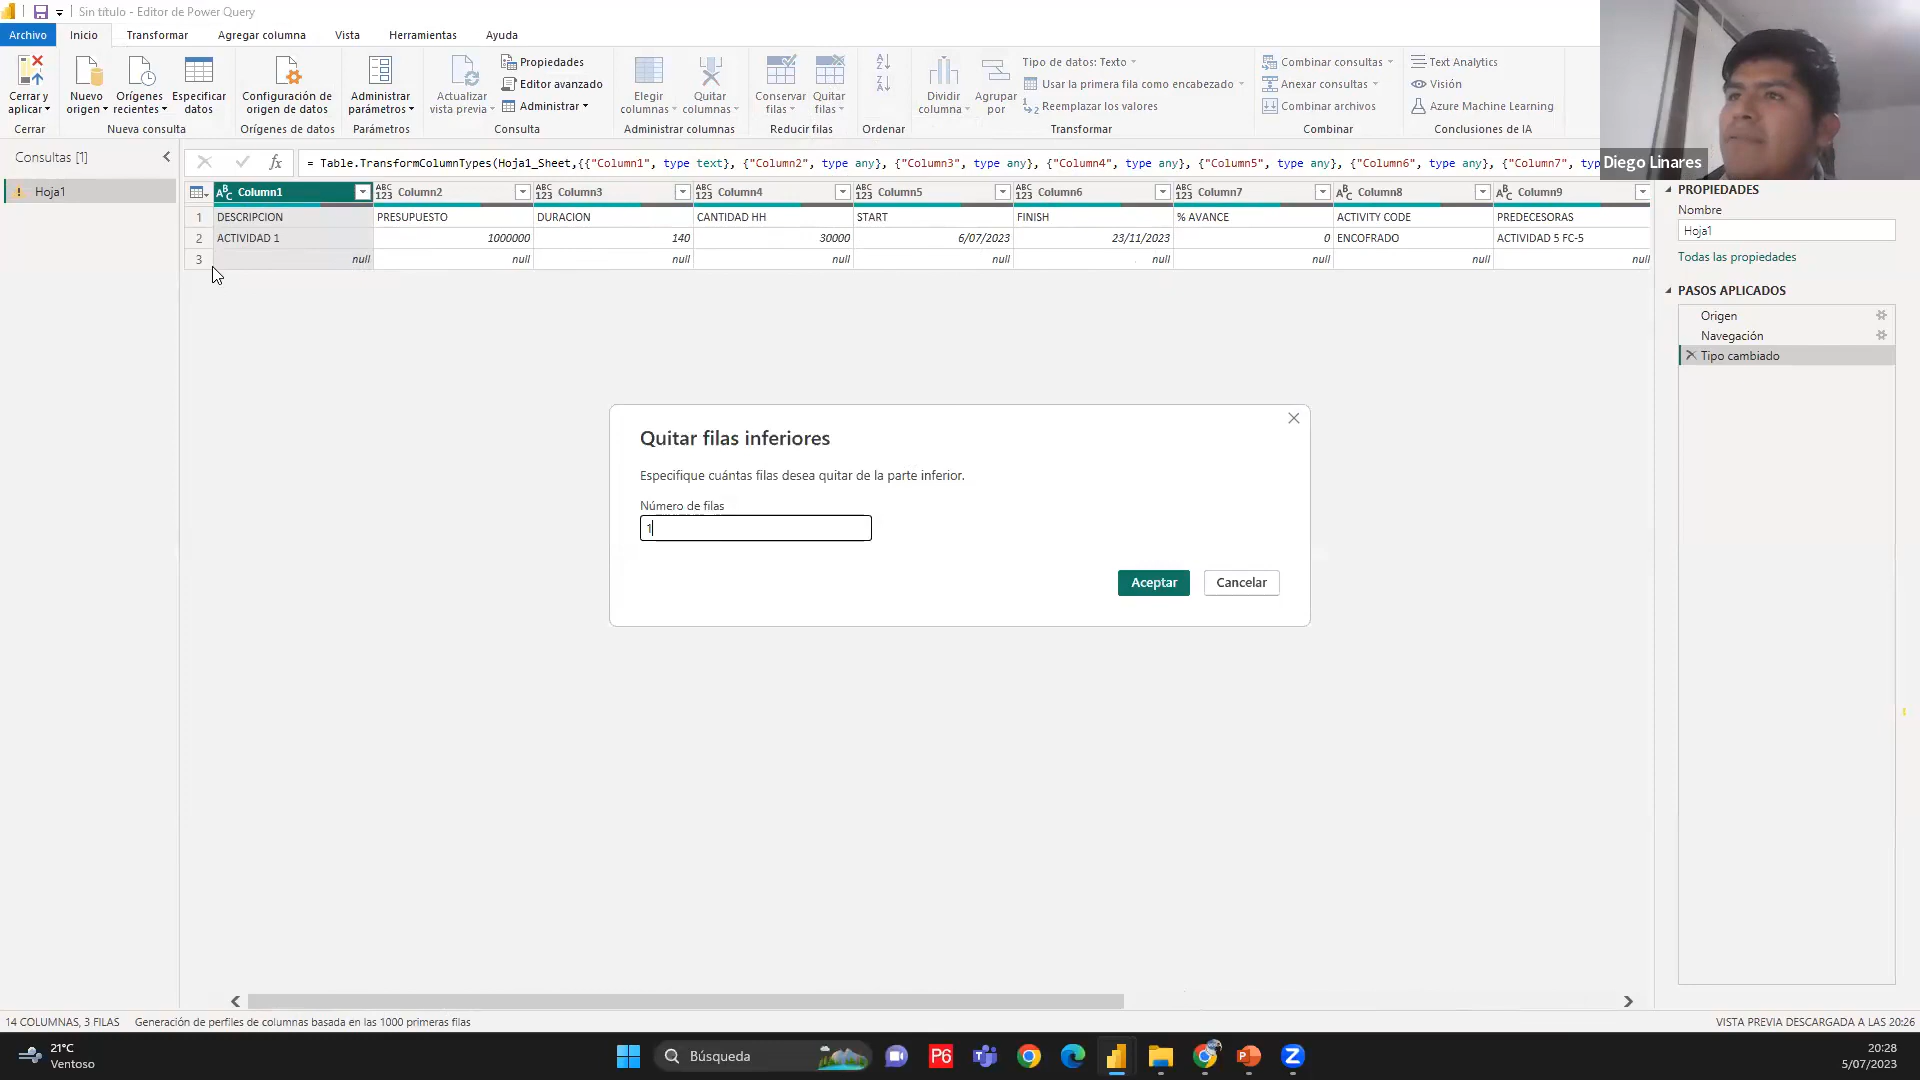 Sin título - Editor de Power Query
Archivo Inicio Transformar Agregar columna Vista Herramientas Ayuda
Cerrar y aplicar
Cerrar
Nuevo origen Orígenes recientes Especificar datos
Nueva consulta
Configuración de origen de datos
Orígenes de datos
Administrar parámetros
Parámetros
Actualizar vista previa
Propiedades
Editor avanzado
Administrar
Consulta
Elegir columnas Quitar columnas
Administrar columnas
Conservar filas Quitar filas
Reducir filas
Ordenar
Dividir columna Agrupar por
Tipo de datos: Texto
Usar la primera fila como encabezado
Reemplazar los valores
Transformar
Combinar consultas
Anexar consultas
Combinar archivos
Combinar
Text Analytics
Visión
Azure Machine Learning
Conclusiones de IA
Diego Linares
Consultas [1]
Hoja1
= Table.TransformColumnTypes(Hoja1_Sheet,{{"Column1", type text}, {"Column2", type any}, {"Column3", type any}, {"Column4", type any}, {"Column5", type any}, {"Column6", type any}, {"Column7", typ
Column1 Column2 Column3 Column4 Column5 Column6 Column7 Column8 Column9
1 DESCRIPCION PRESUPUESTO DURACION CANTIDAD HH START FINISH % AVANCE ACTIVITY CODE PREDECESORAS
2 ACTIVIDAD 1 1000000 140 30000 6/07/2023 23/11/2023 0 ENCOFRADO ACTIVIDAD 5 FC-5
3 null null null null null null null null null
PROPIEDADES
Nombre
Hoja1
Todas las propiedades
PASOS APLICADOS
Origen
Navegación
Tipo cambiado
Quitar filas inferiores
Especifique cuántas filas desea quitar de la parte inferior.
Número de filas
1
Aceptar Cancelar
14 COLUMNAS, 3 FILAS Generación de perfiles de columnas basada en las 1000 primeras filas
VISTA PREVIA DESCARGADA A LAS 20:26
21°C
Ventoso
Búsqueda
P6
20:28
5/07/2023